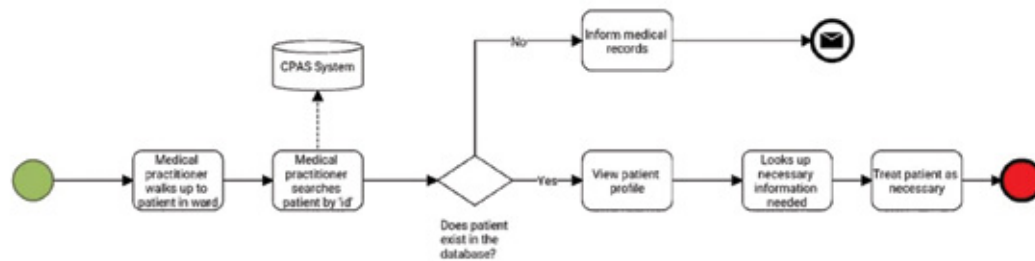 No
Inform medical
records
CPAS System
Medical
practitioner
walks up to
patient in ward
Medical
practitioner
searches
patient by 'id'
Yes
View patient
profile
Looks up
necessary
information
needed
Treat patient as
necessary
Does patient
exist in the
database?